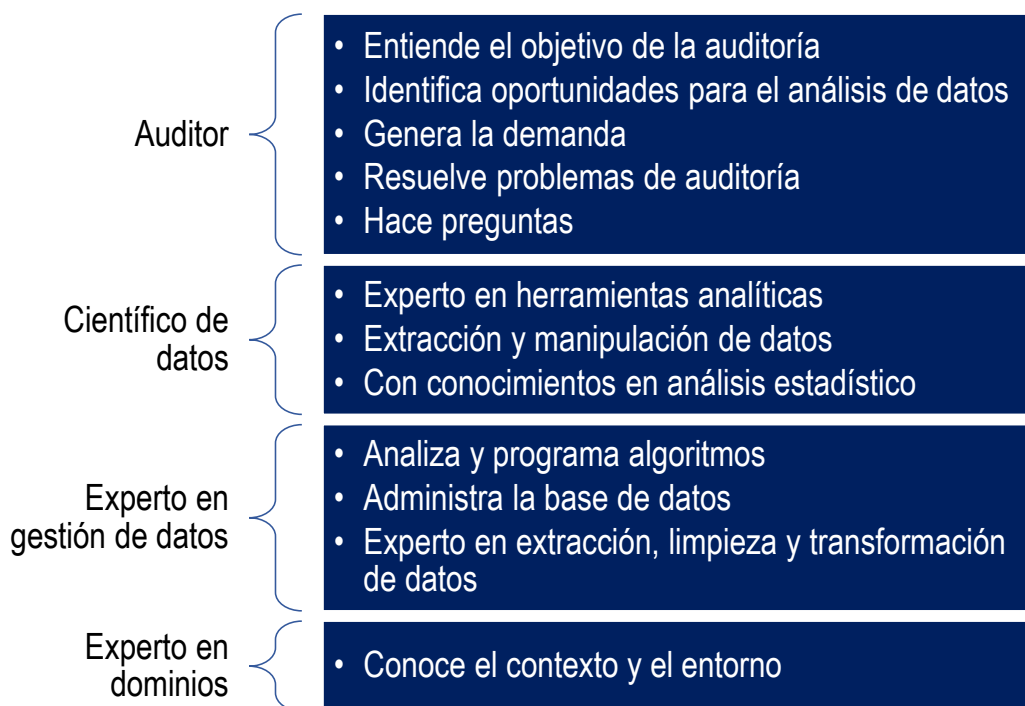 Auditor
• Entiende el objetivo de la auditoría
• Identifica oportunidades para el análisis de datos
• Genera la demanda
• Resuelve problemas de auditoría
• Hace preguntas
Científico de
datos
• Experto en herramientas analíticas
• Extracción y manipulación de datos
• Con conocimientos en análisis estadístico
Experto en
gestión de datos
• Analiza y programa algoritmos
• Administra la base de datos
• Experto en extracción, limpieza y transformación
de datos
Experto en
dominios
• Conoce el contexto y el entorno